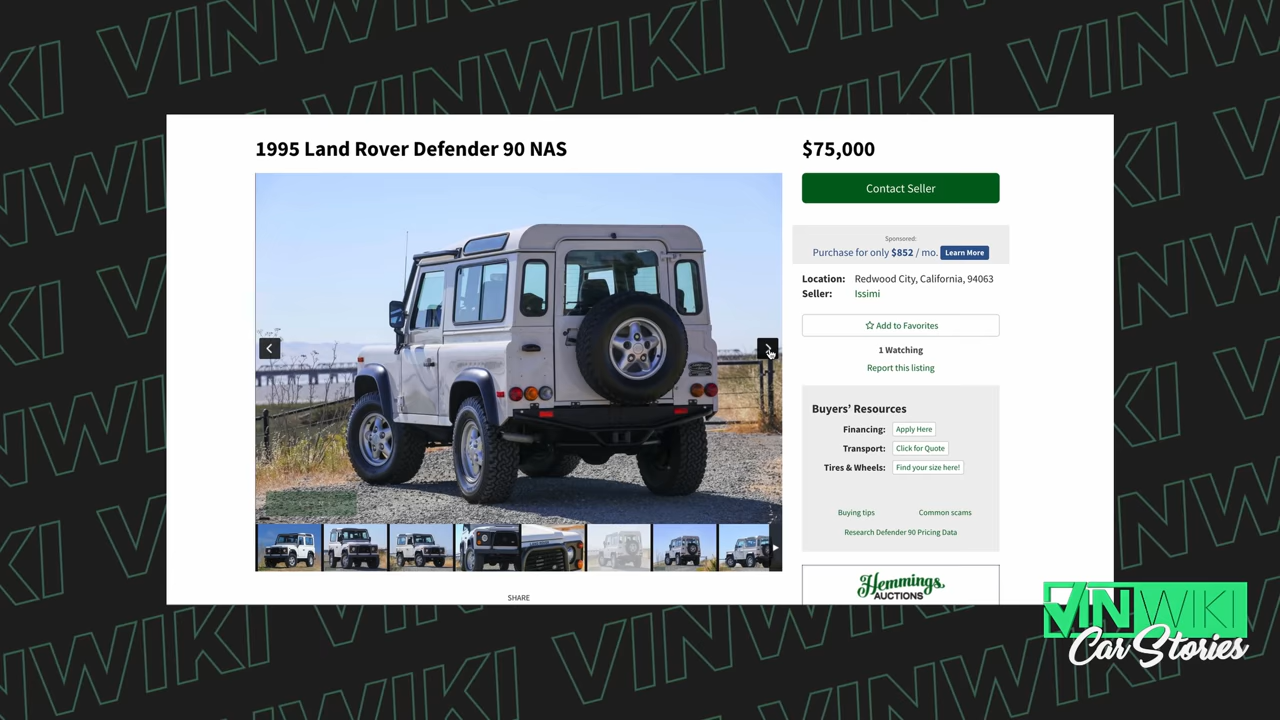 1995 Land Rover Defender 90 NAS
$75,000
Contact Seller
Sponsored:
Purchase for only $852 / mo. Learn More
Location: Redwood City, California, 94063
Seller: Issimi
Add to Favorites
1 Watching
Report this listing
Buyers’ Resources
Financing: Apply Here
Transport: Click for Quote
Tires & Wheels: Find your size here!
Buying tips Common scams
Research Defender 90 Pricing Data
Hemmings
AUCTIONS
SHARE
VINWIKI
Car Stories